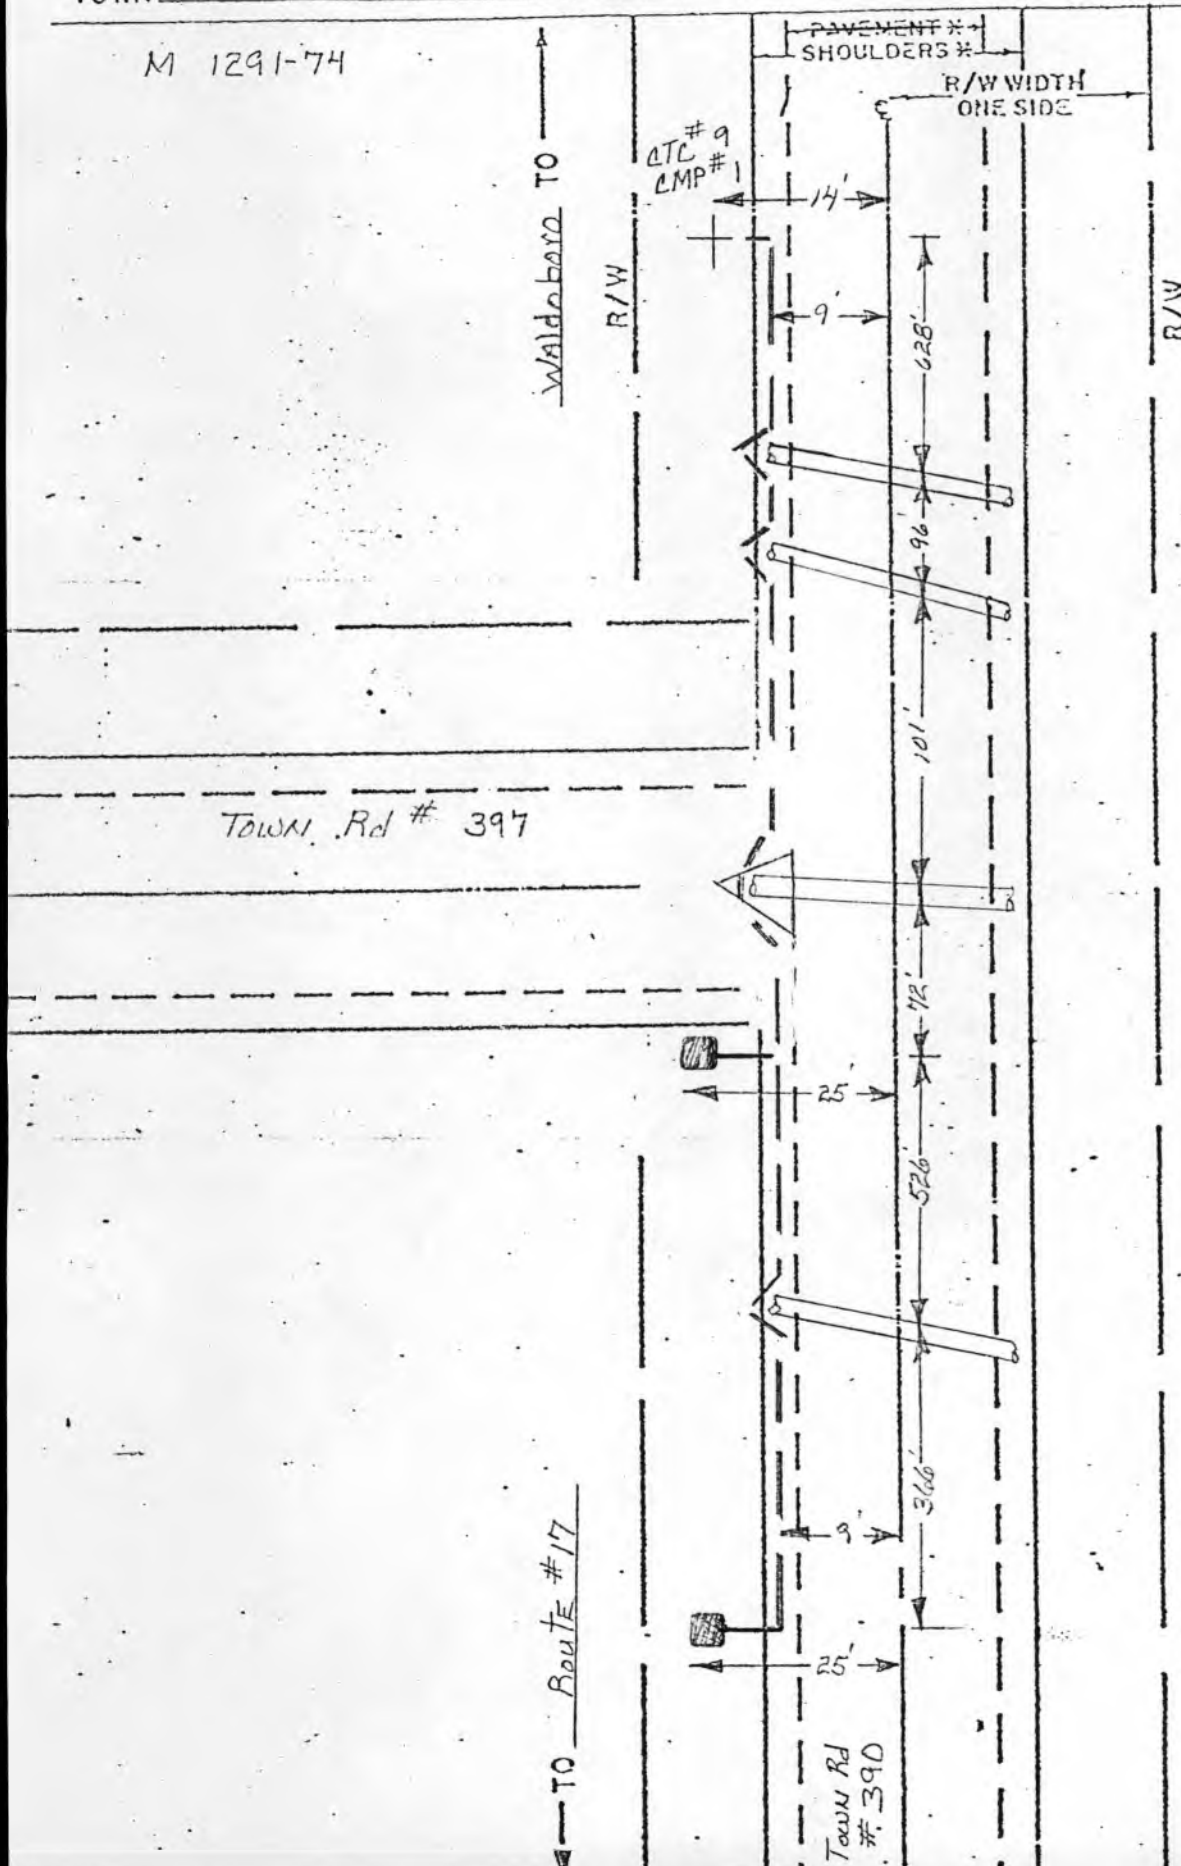 M 1291-74
PAVEMENT *
SHOULDERS *
R/W WIDTH
ONE SIDE
CTC # 9
CMP # 1
14'
TO
Waldoboro
R/W
R/W
9'
628'
96'
101'
TOWN Rd # 397
72'
25'
526'
366'
9'
TO Route #17
25'
Town Rd
# 390